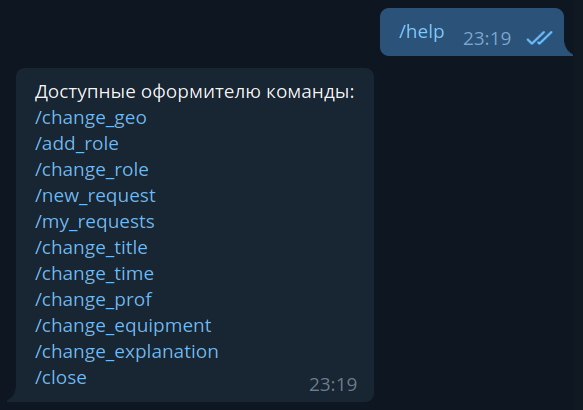 /help 23:19
Доступные оформителю команды:
/change_geo
/add_role
/change_role
/new_request
/my_requests
/change_title
/change_time
/change_prof
/change_equipment
/change_explanation
/close 23:19